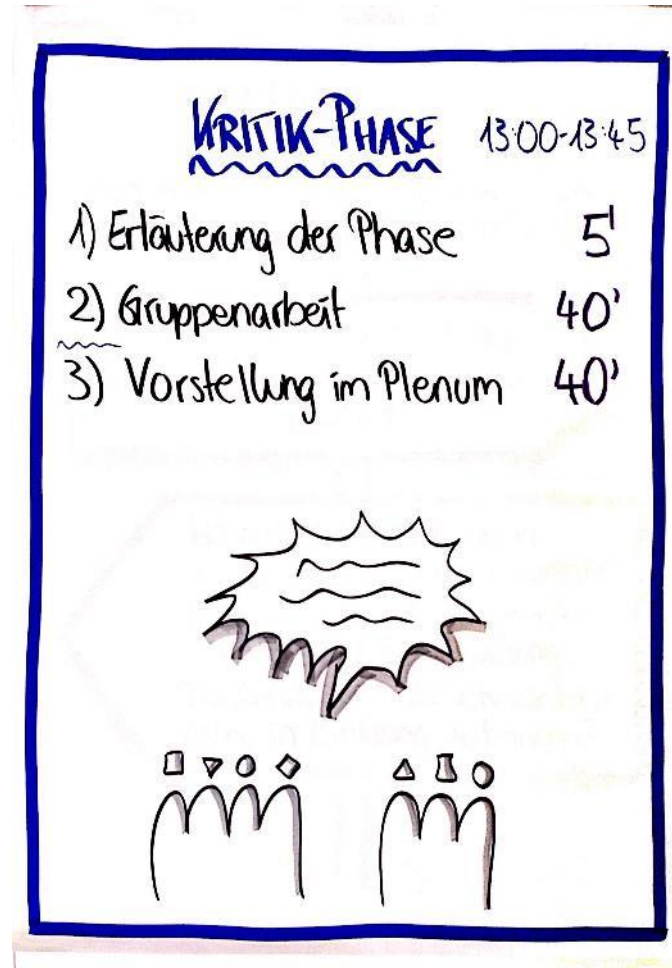 KRITIK-PHASE 13:00-13:45
1) Erläuterung der Phase 5'
2) Gruppenarbeit 40'
3) Vorstellung im Plenum 40'